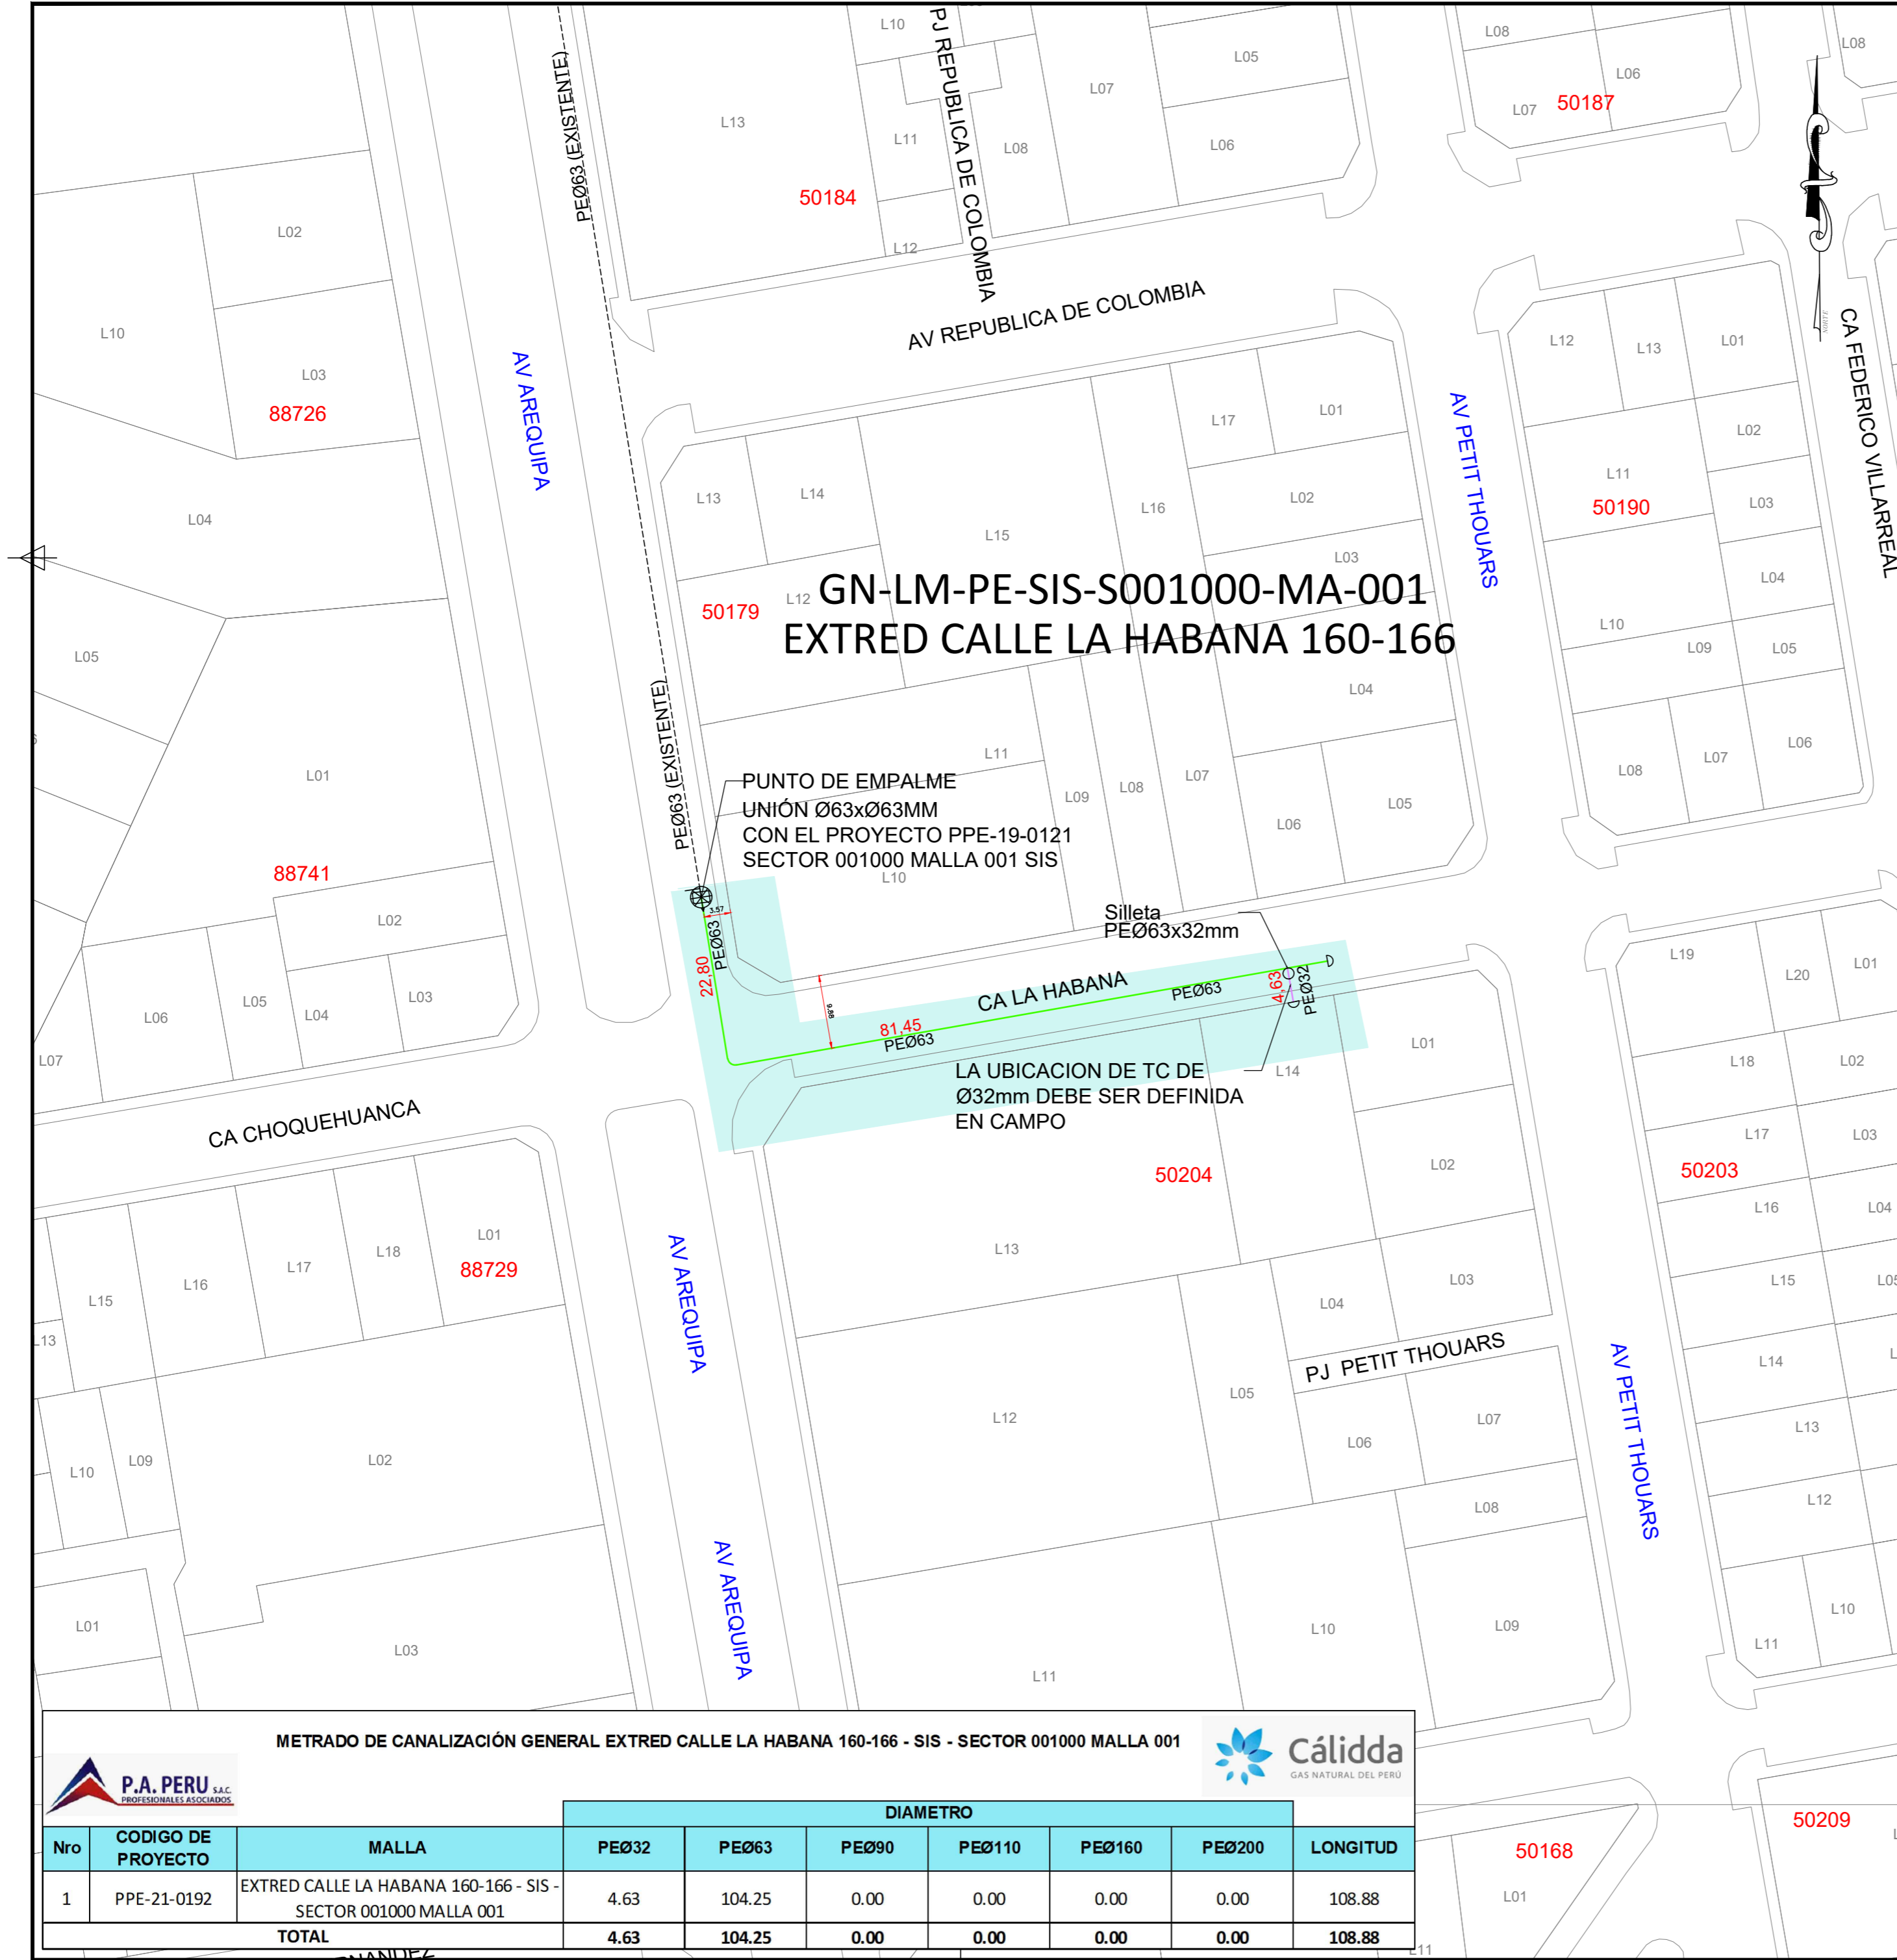 L10
PJ REPUBLICA DE COLOMBIA
L05
L08
L08
L06
L07
50187
L07
L13
L11
L08
L06
50184
L12
PEØ63 (EXISTENTE)
L02
L10
L03
88726
AV AREQUIPA
AV REPUBLICA DE COLOMBIA
NORTE
CA FEDERICO VILLARREAL
L12
L13
L01
L17
L01
AV PETIT THOUARS
L02
L11
50190
L03
L04
L13
L14
L15
L16
L02
L03
L04
L12
50179
GN-LM-PE-SIS-S001000-MA-001
EXTRED CALLE LA HABANA 160-166
L10
L09
L05
L05
L04
PEØ63 (EXISTENTE)
L11
L01
L08
L07
L06
L09
L08
L07
L06
L05
PUNTO DE EMPALME
UNIÓN Ø63xØ63MM
CON EL PROYECTO PPE-19-0121
SECTOR 001000 MALLA 001 SIS
L10
88741
L02
3.57
PEØ63
22,80
Silleta
PEØ63x32mm
L19
L20
L01
L06
L05
L04
L03
L07
9.88
CA LA HABANA
PEØ63
4,63
PEØ32
81,45
PEØ63
L01
L18
L02
LA UBICACION DE TC DE
Ø32mm DEBE SER DEFINIDA
EN CAMPO
L14
CA CHOQUEHUANCA
L17
L03
50204
L02
50203
L16
L04
L15
L16
L17
L18
L01
88729
AV AREQUIPA
L13
L04
L03
L15
L05
L13
PJ PETIT THOUARS
AV PETIT THOUARS
L14
L12
L05
L06
L07
L13
L10
L09
L02
L08
L12
AV AREQUIPA
L01
L03
L11
L10
L09
L11
L10
METRADO DE CANALIZACIÓN GENERAL EXTRED CALLE LA HABANA 160-166 - SIS - SECTOR 001000 MALLA 001
P.A. PERU S.A.C.
PROFESIONALES ASOCIADOS
Cálidda
GAS NATURAL DEL PERÚ
DIAMETRO
Nro CODIGO DE PROYECTO MALLA PEØ32 PEØ63 PEØ90 PEØ110 PEØ160 PEØ200 LONGITUD
1 PPE-21-0192 EXTRED CALLE LA HABANA 160-166 - SIS - SECTOR 001000 MALLA 001 4.63 104.25 0.00 0.00 0.00 0.00 108.88
TOTAL 4.63 104.25 0.00 0.00 0.00 0.00 108.88
50168
L01
50209
L11